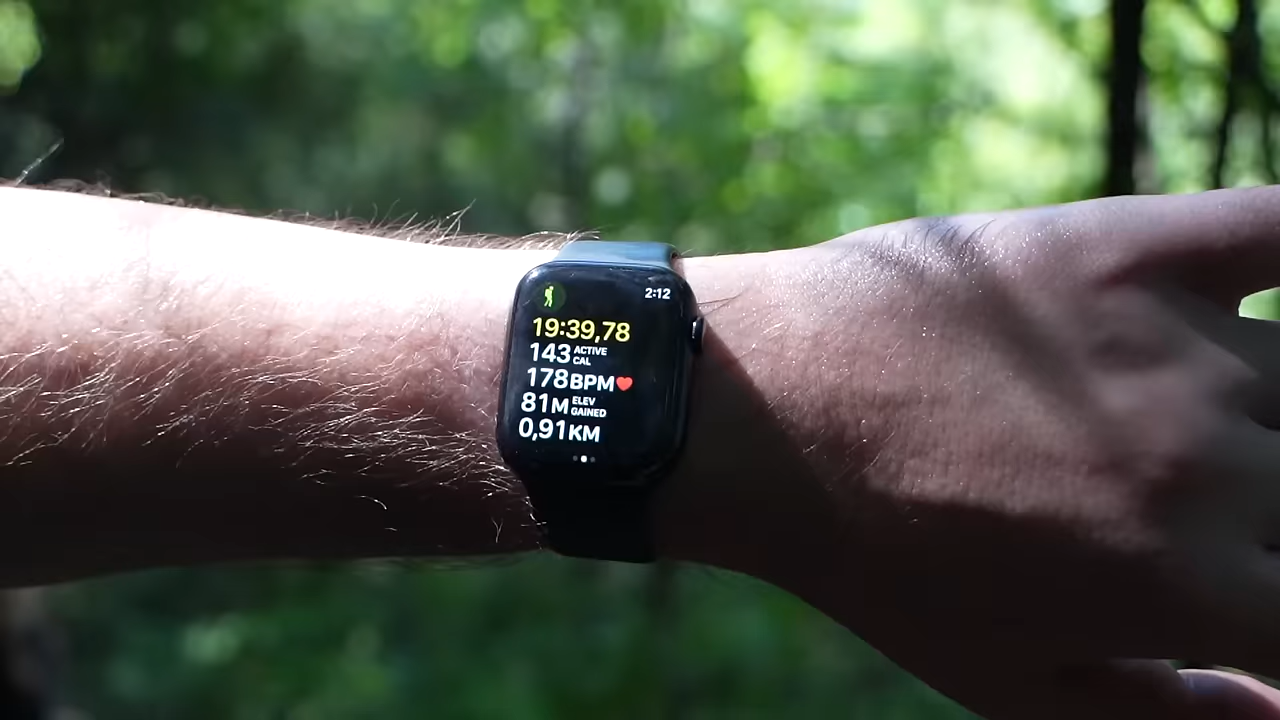 2:12
19:39,78
143 ACTIVE CAL
178BPM
81M ELEV GAINED
0,91KM